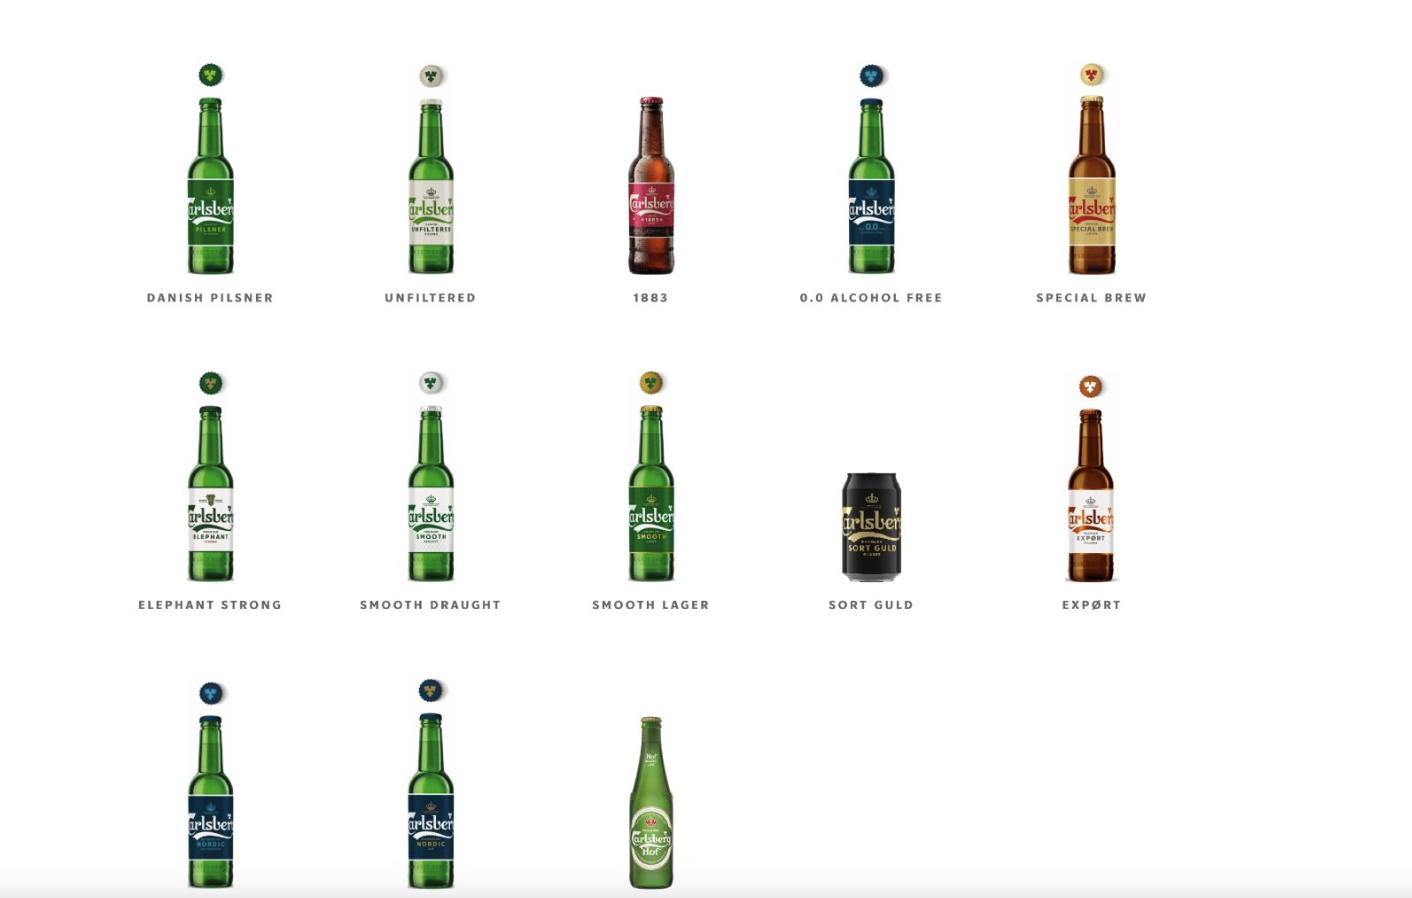 Carlsberg
PILSNER
DANISH PILSNER
Carlsberg
UNFILTERED
UNFILTERED
Carlsberg
1883
1883
Carlsberg
0.0
0.0 ALCOHOL FREE
Carlsberg
SPECIAL BREW
SPECIAL BREW
Carlsberg
ELEPHANT
ELEPHANT STRONG
Carlsberg
SMOOTH
SMOOTH DRAUGHT
Carlsberg
SMOOTH
SMOOTH LAGER
Carlsberg
SORT GULD
PILSNER
SORT GULD
Carlsberg
EXPØRT
EXPØRT
Carlsberg
NORDIC
Carlsberg
NORDIC
Hof
Carlsberg
Hof